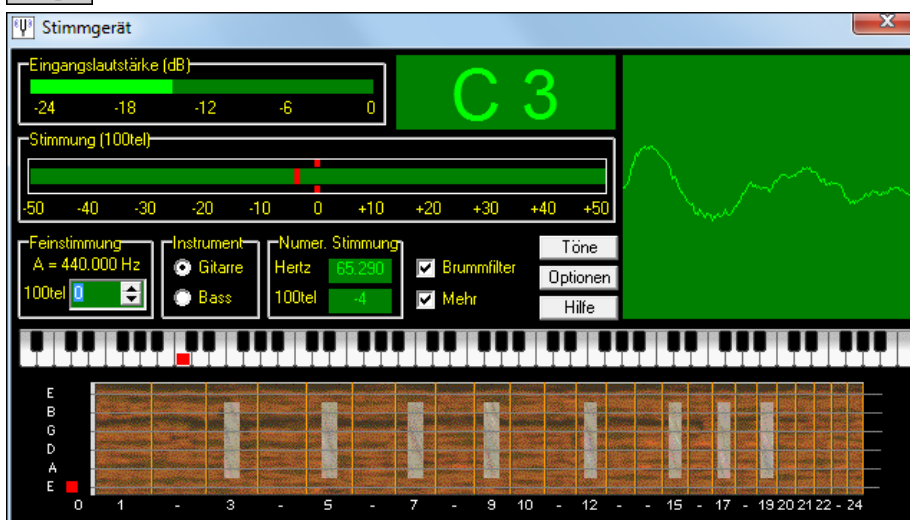 Stimmgerät
Eingangslautstärke (dB)
-24 -18 -12 -6 0
C 3
Stimmung (100tel)
-50 -40 -30 -20 -10 0 +10 +20 +30 +40 +50
Feinstimmung
A = 440.000 Hz
100tel 0
Instrument
Gitarre
Bass
Numer. Stimmung
Hertz 65.290
100tel -4
Brummfilter
Mehr
Töne
Optionen
Hilfe
E
B
G
D
A
E
0 1 - 3 - 5 - 7 - 9 10 - 12 - - 15 - 17 - 19 20 21 22 - 24